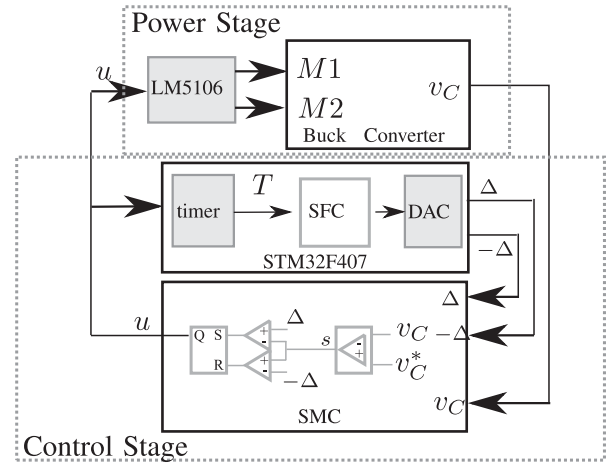 Power Stage
u
LM5106
M1
M2
v_C
Buck Converter
timer
T
SFC
DAC
Δ
-Δ
STM32F407
Δ
u
Q S
R
Δ
-Δ
+
-
+
-
s
-
+
v_C
v_C^*
-Δ
v_C
SMC
Control Stage